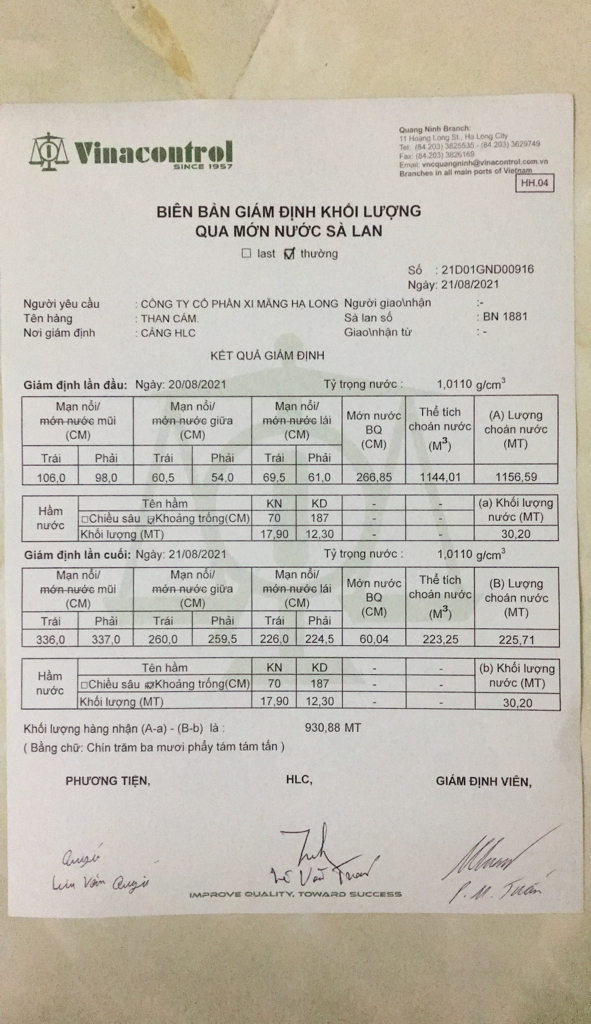 Vinacontrol
SINCE 1957
Quang Ninh Branch:
11 Hoang Long St., Ha Long City
Tel: (84.203) 3825535 - (84.203) 3629749
Fax: (84.203) 3826169
Email: vncquangninh@vinacontrol.com.vn
Branches in all main ports of Vietnam
HH.04
BIÊN BẢN GIÁM ĐỊNH KHỐI LƯỢNG
QUA MỚN NƯỚC SÀ LAN
☐ last ☑ thường
Số : 21D01GND00916
Ngày: 21/08/2021
Người yêu cầu : CÔNG TY CỔ PHẦN XI MĂNG HẠ LONG Người giao\nhận :-
Tên hàng : THAN CÁM. Sà lan số : BN 1881
Nơi giám định : CẢNG HLC Giao\nhận từ : -
KẾT QUẢ GIÁM ĐỊNH
Giám định lần đầu: Ngày: 20/08/2021 Tỷ trọng nước : 1,0110 g/cm³
Mạn nổi/ mớn nước mũi (CM) Mạn nổi/ mớn nước giữa (CM) Mạn nổi/ mớn nước lái (CM) Mớn nước BQ (CM) Thể tích choán nước (M³) (A) Lượng choán nước (MT)
Trái Phải Trái Phải Trái Phải
106,0 98,0 60,5 54,0 69,5 61,0 266,85 1144,01 1156,59
Hầm nước Tên hầm KN KD - - (a) Khối lượng nước (MT)
☐Chiều sâu ☑Khoảng trống(CM) 70 187 - -
Khối lượng (MT) 17,90 12,30 - - 30,20
Giám định lần cuối: Ngày: 21/08/2021 Tỷ trọng nước : 1,0110 g/cm³
Mạn nổi/ mớn nước mũi (CM) Mạn nổi/ mớn nước giữa (CM) Mạn nổi/ mớn nước lái (CM) Mớn nước BQ (CM) Thể tích choán nước (M³) (B) Lượng choán nước (MT)
Trái Phải Trái Phải Trái Phải
336,0 337,0 260,0 259,5 226,0 224,5 60,04 223,25 225,71
Hầm nước Tên hầm KN KD - - (b) Khối lượng nước (MT)
☐Chiều sâu ☑Khoảng trống(CM) 70 187 - -
Khối lượng (MT) 17,90 12,30 - - 30,20
Khối lượng hàng nhận (A-a) - (B-b) là : 930,88 MT
( Bằng chữ: Chín trăm ba mươi phẩy tám tám tấn )
PHƯƠNG TIỆN, HLC, GIÁM ĐỊNH VIÊN,
Lưu Văn Quyế
Lê Văn Tuan
P. M. Tuấn
IMPROVE QUALITY, TOWARD SUCCESS